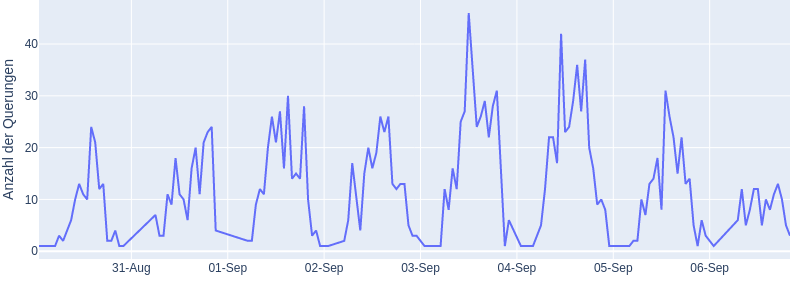 Anzahl der Querungen
40
30
20
10
0
31-Aug
01-Sep
02-Sep
03-Sep
04-Sep
05-Sep
06-Sep